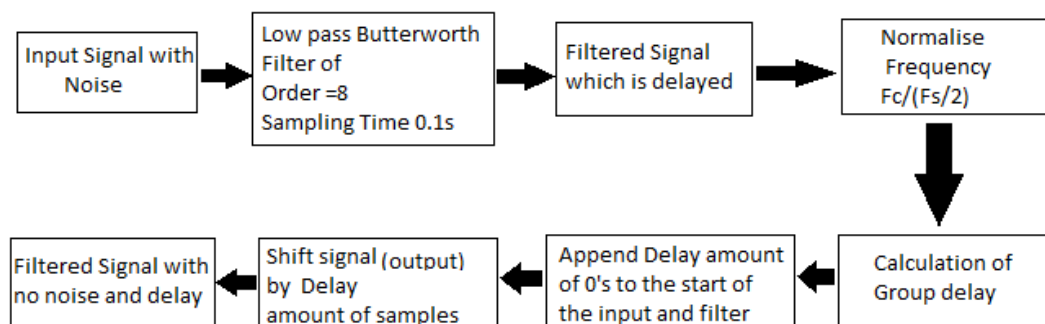 Input Signal with
Noise
Low pass Butterworth
Filter of
Order =8
Sampling Time 0.1s
Filtered Signal
which is delayed
Normalise
Frequency
Fc/(Fs/2)
Calculation of
Group delay
Append Delay amount
of 0's to the start of
the input and filter
Shift signal (output)
by Delay
amount of samples
Filtered Signal with
no noise and delay